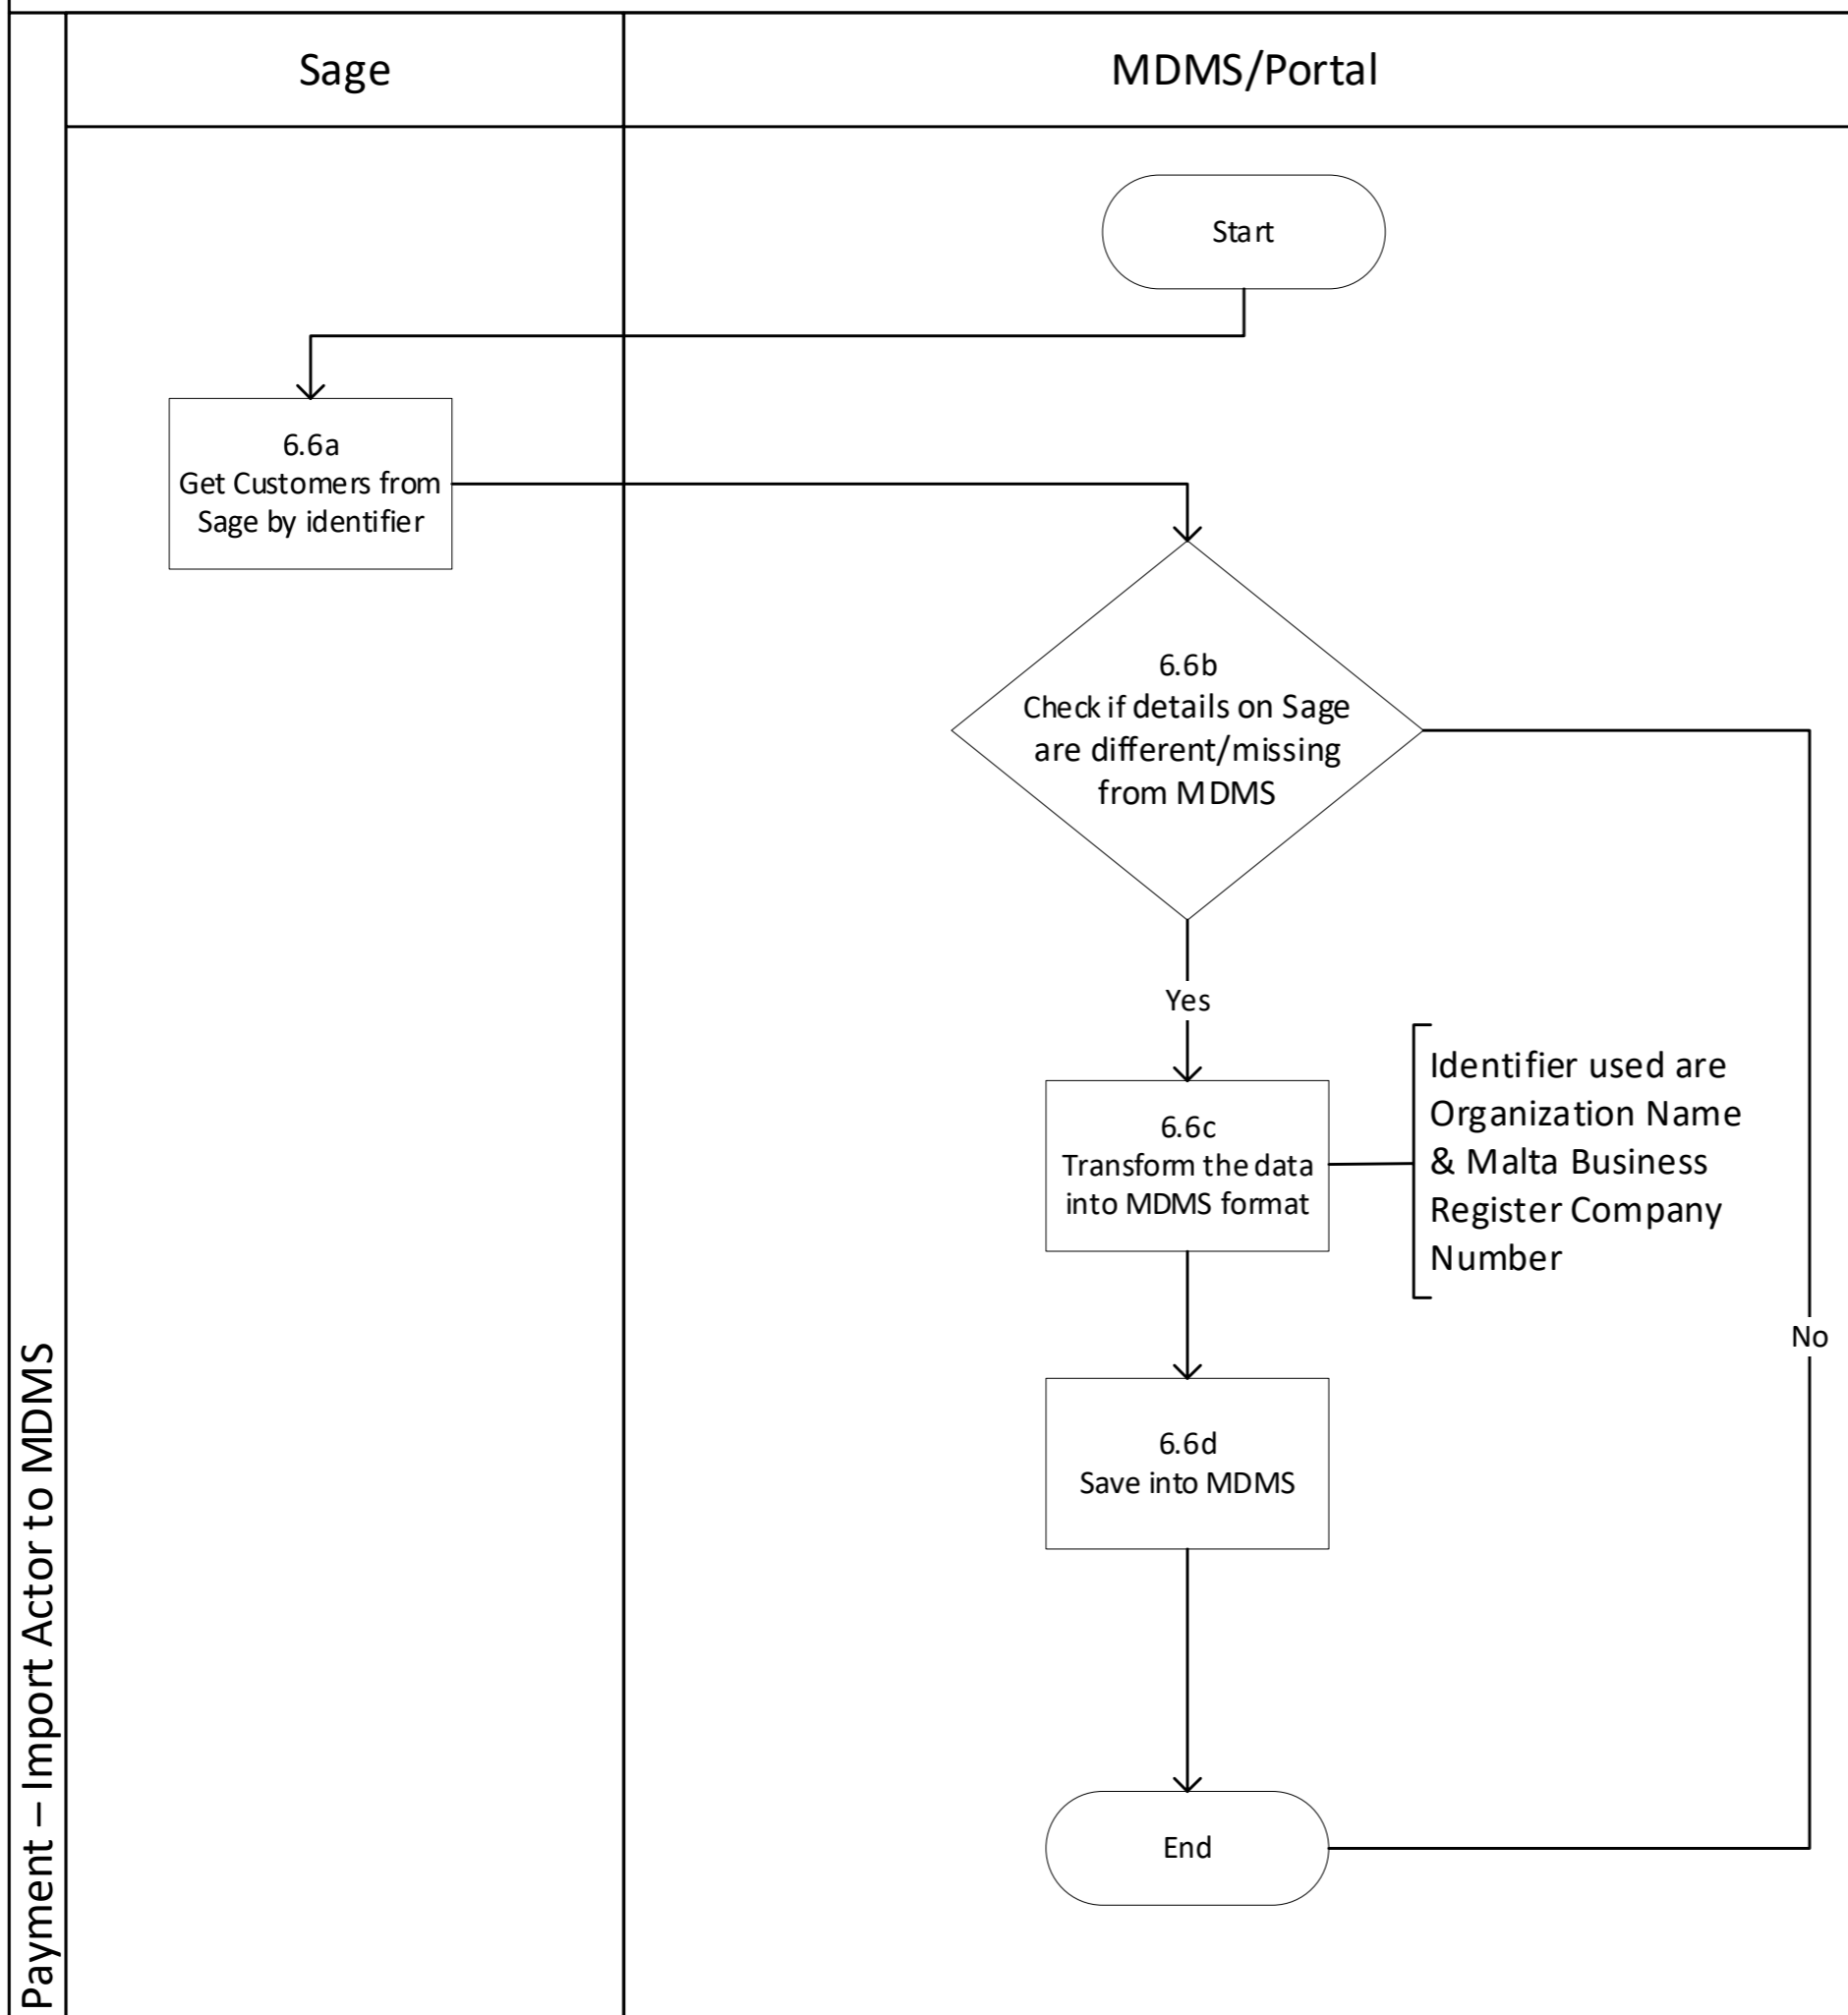 Sage
MDMS/Portal
Start
6.6a
Get Customers from
Sage by identifier
6.6b
Check if details on Sage
are different/missing
from MDMS
Yes
6.6c
Transform the data
into MDMS format
Identifier used are
Organization Name
& Malta Business
Register Company
Number
No
6.6d
Save into MDMS
End
Payment – Import Actor to MDMS